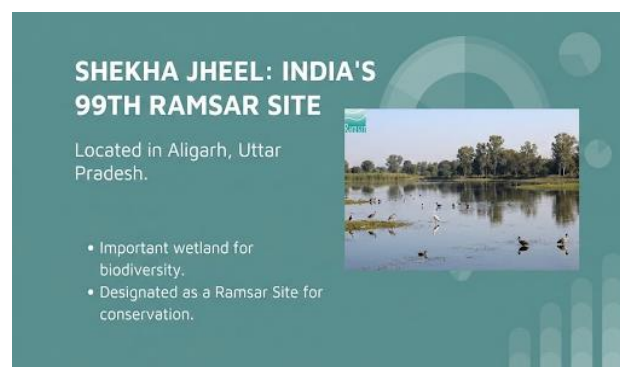 SHEKHA JHEEL: INDIA'S
99TH RAMSAR SITE
Located in Aligarh, Uttar
Pradesh.
Ramsar
• Important wetland for
biodiversity.
• Designated as a Ramsar Site for
conservation.